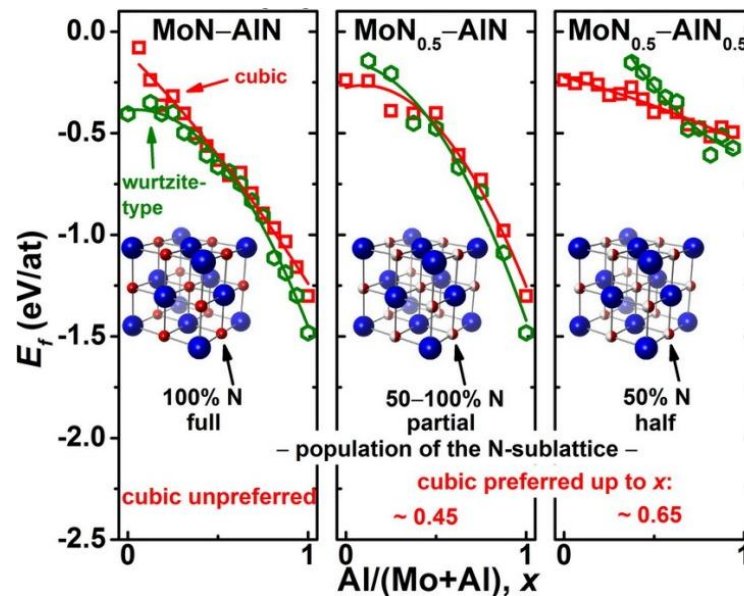 MoN–AlN
MoN0.5–AlN
MoN0.5–AlN0.5
0.0
-0.5
-1.0
-1.5
-2.0
-2.5
Ef (eV/at)
cubic
wurtzite-
type
100% N
full
50–100% N
partial
50% N
half
– population of the N-sublattice –
cubic unpreferred
cubic preferred up to x:
~ 0.45
~ 0.65
0 1 0 1 0 1
Al/(Mo+Al), x